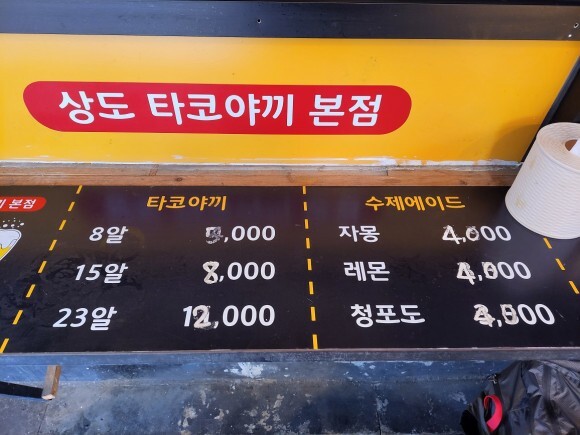 상도 타코야끼 본점
본점
타코야끼
수제에이드
8알
자몽 4,000
15알 8,000
레몬 4,000
23알 12,000
청포도